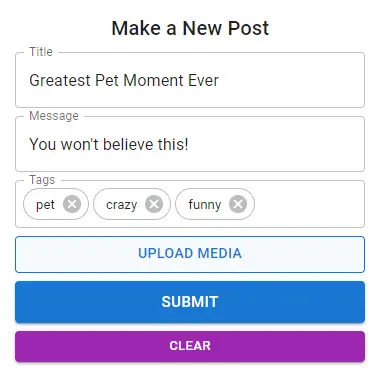 Make a New Post
Title
Greatest Pet Moment Ever
Message
You won't believe this!
Tags
pet crazy funny
UPLOAD MEDIA
SUBMIT
CLEAR